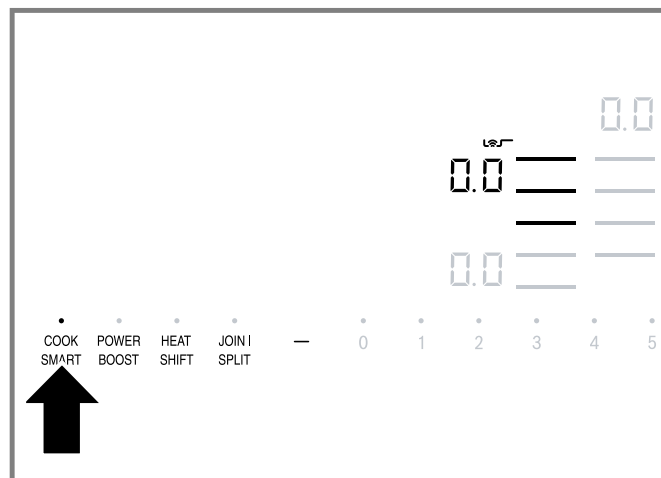 0.0
0.0
0.0
COOK SMART
POWER BOOST
HEAT SHIFT
JOIN | SPLIT
— 0 1 2 3 4 5